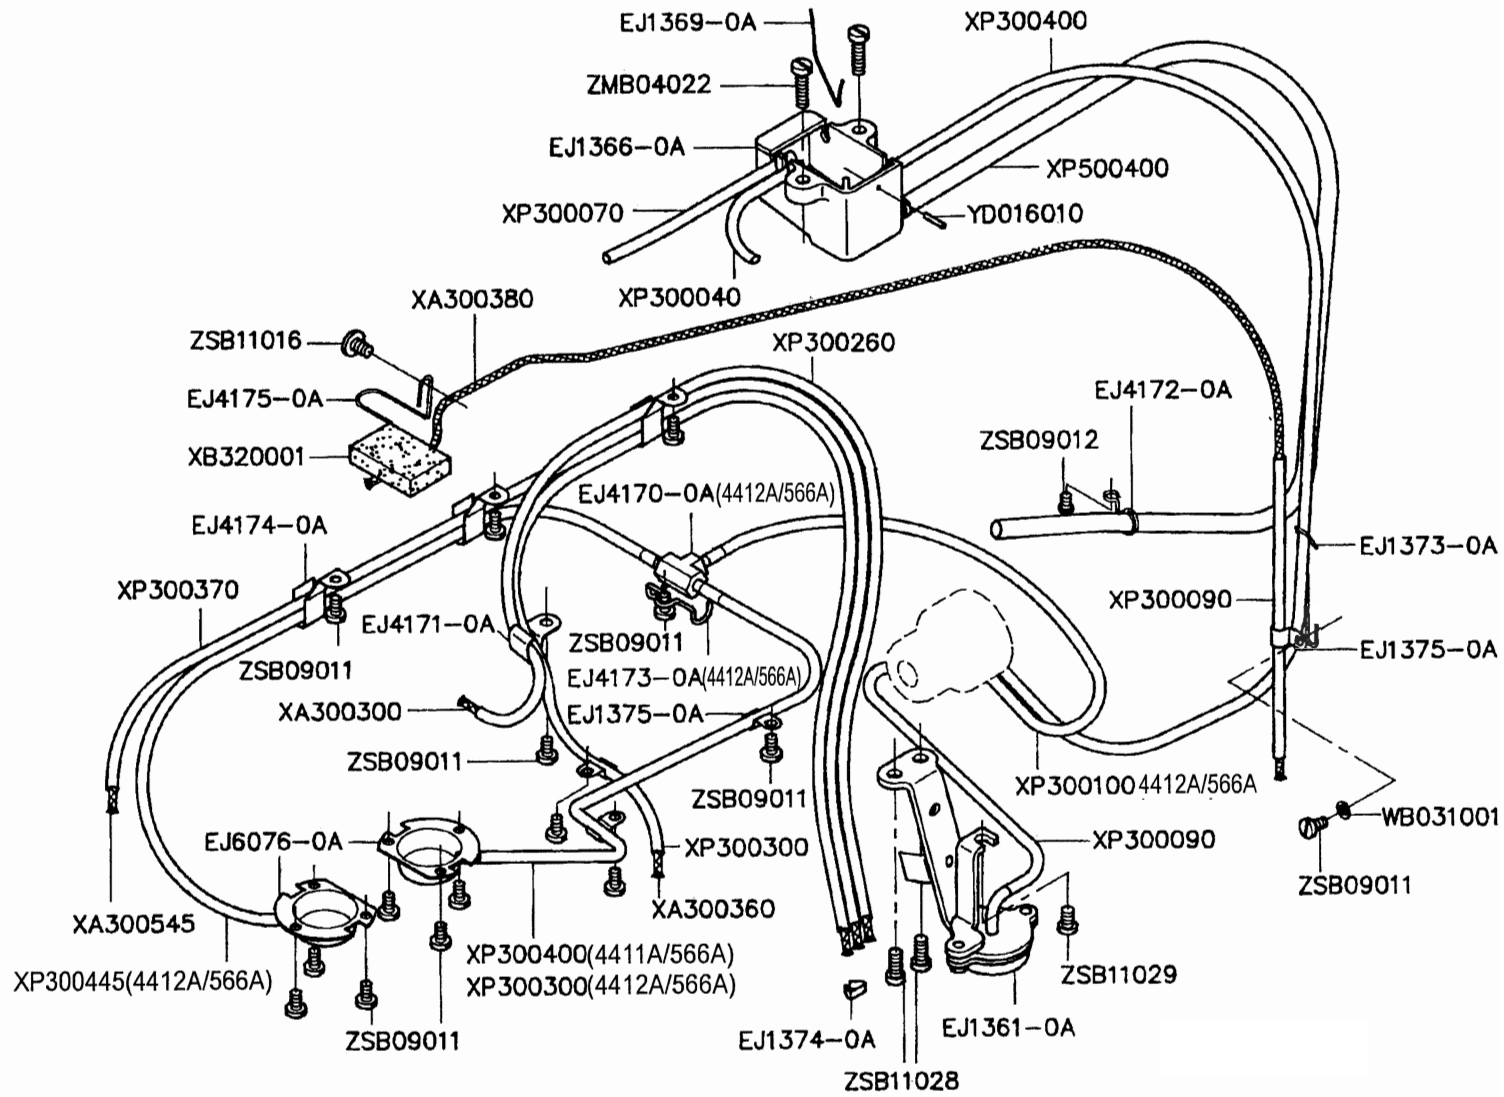 EJ1369-0A
XP300400
ZMB04022
EJ1366-0A
XP500400
XP300070
YD016010
XP300040
XA300380
ZSB11016
XP300260
EJ4175-0A
EJ4172-0A
ZSB09012
XB320001
EJ4170-0A(4412A/566A)
EJ4174-0A
EJ1373-0A
XP300370
XP300090
EJ4171-0A
ZSB09011
EJ1375-0A
ZSB09011
EJ4173-0A(4412A/566A)
XA300300
EJ1375-0A
ZSB09011
XP300100 4412A/566A
ZSB09011
WB031001
EJ6076-0A
XP300300
XP300090
ZSB09011
XA300545
XA300360
XP300400(4411A/566A)
XP300445(4412A/566A)
XP300300(4412A/566A)
ZSB11029
EJ1374-0A
EJ1361-0A
ZSB09011
ZSB11028